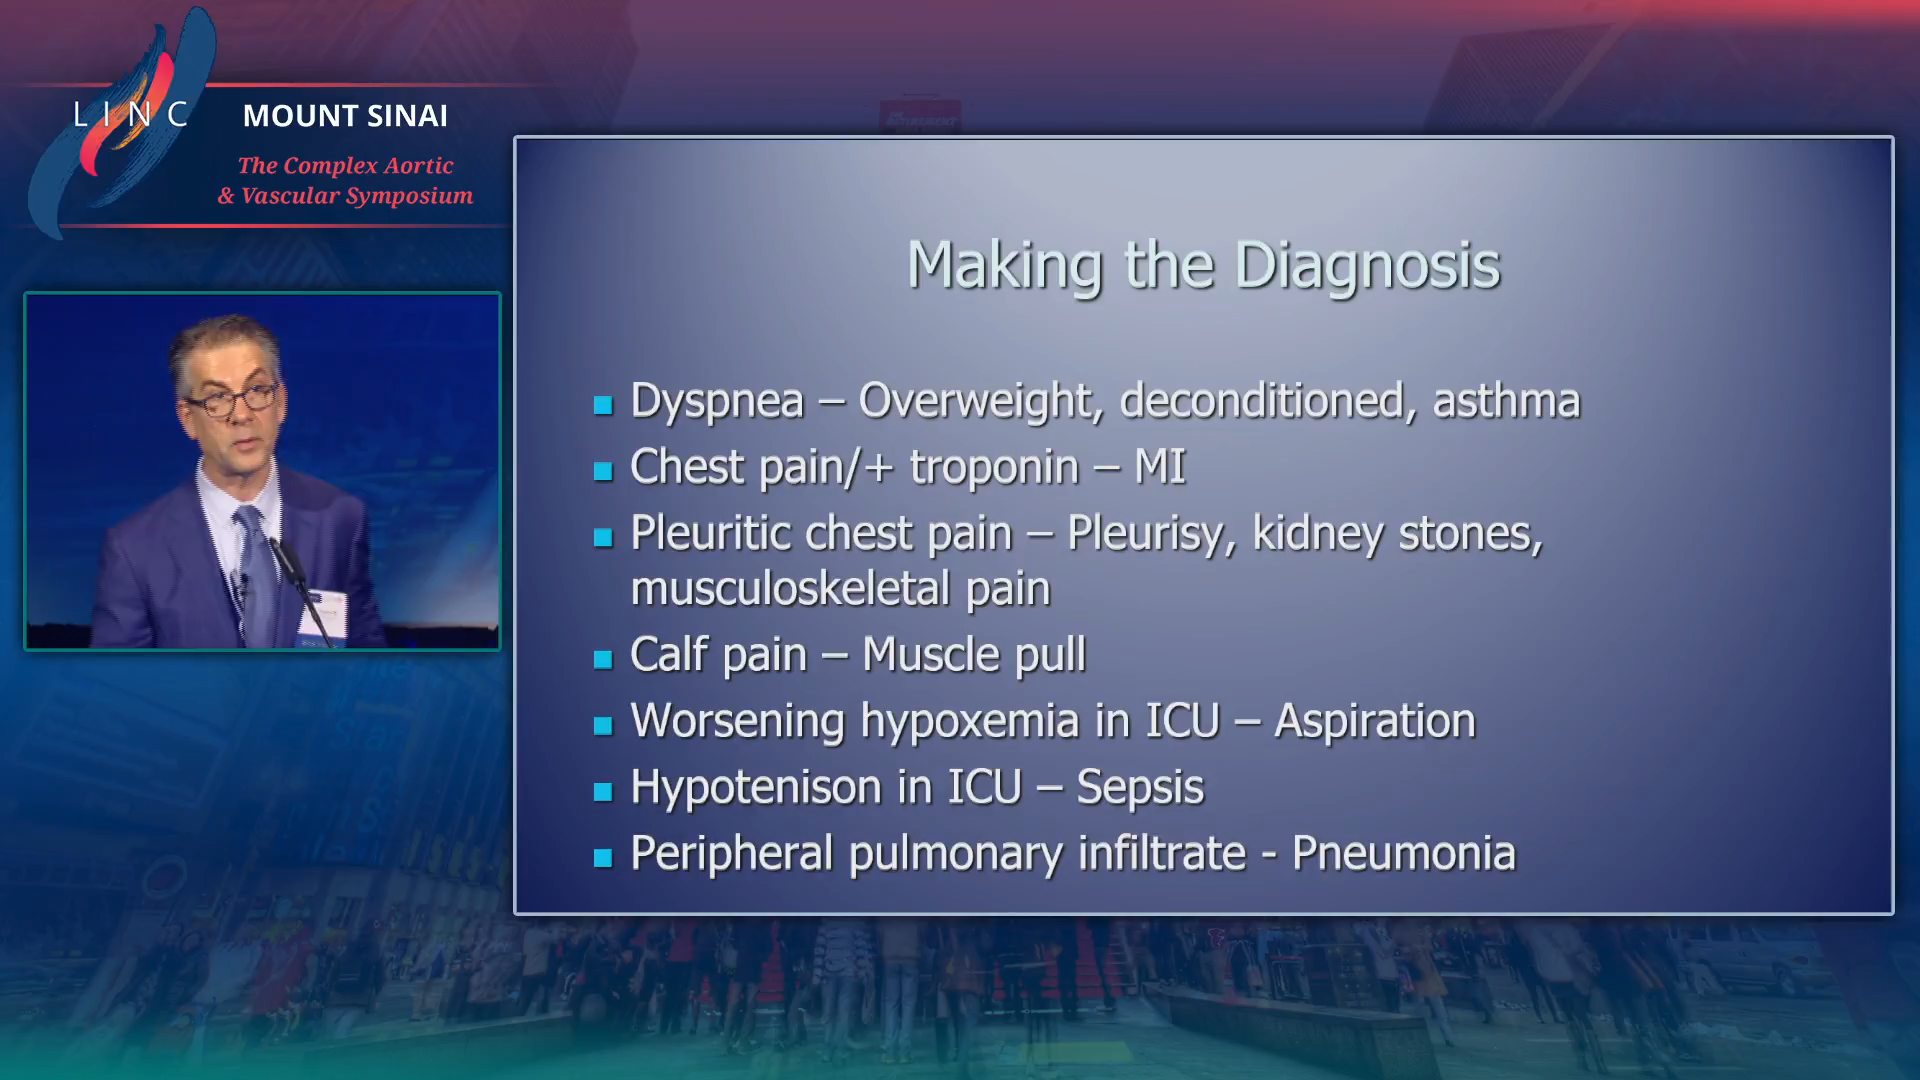 LINC
MOUNT SINAI
The Complex Aortic
& Vascular Symposium
Making the Diagnosis
Dyspnea – Overweight, deconditioned, asthma
Chest pain/+ troponin – MI
Pleuritic chest pain – Pleurisy, kidney stones,
musculoskeletal pain
Calf pain – Muscle pull
Worsening hypoxemia in ICU – Aspiration
Hypotenison in ICU – Sepsis
Peripheral pulmonary infiltrate - Pneumonia